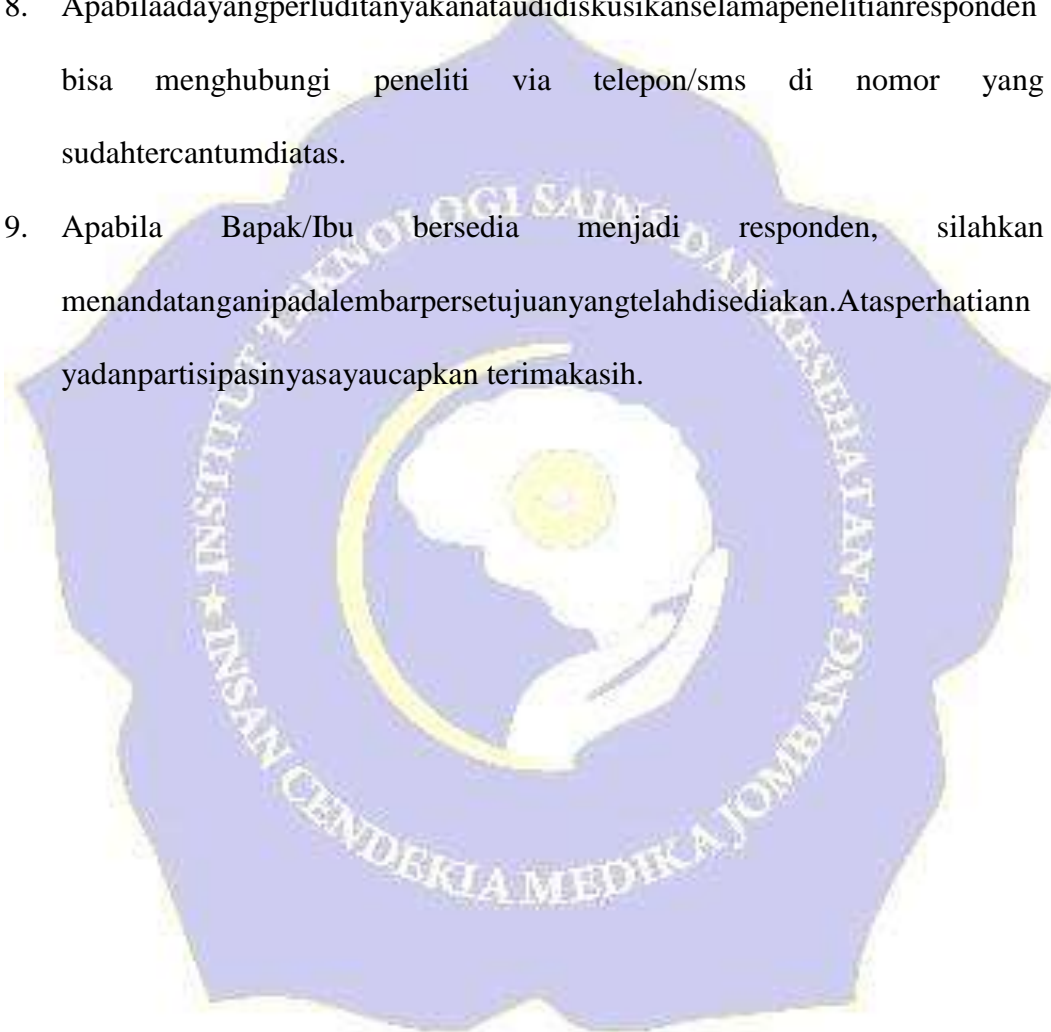 8. Apabilaadayangperluditanyakanataudidiskusikanselamapenelitianresponden
bisa menghubungi peneliti via telepon/sms di nomor yang
sudahtercantumdiatas.
9. Apabila Bapak/Ibu bersedia menjadi responden, silahkan
menandatanganipadalembarpersetujuanyangtelahdisediakan.Atasperhatiann
yadanpartisipasinyasayaucapkan terimakasih.
INSTITUT TEKNOLOGI SAINS DAN KESEHATAN
★ INSAN CENDEKIA MEDIKA JOMBANG ★